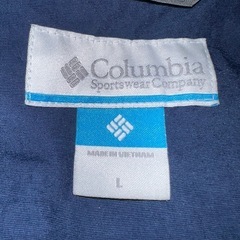 Columbia
Sportswear Company
MADE IN VIETNAM
L